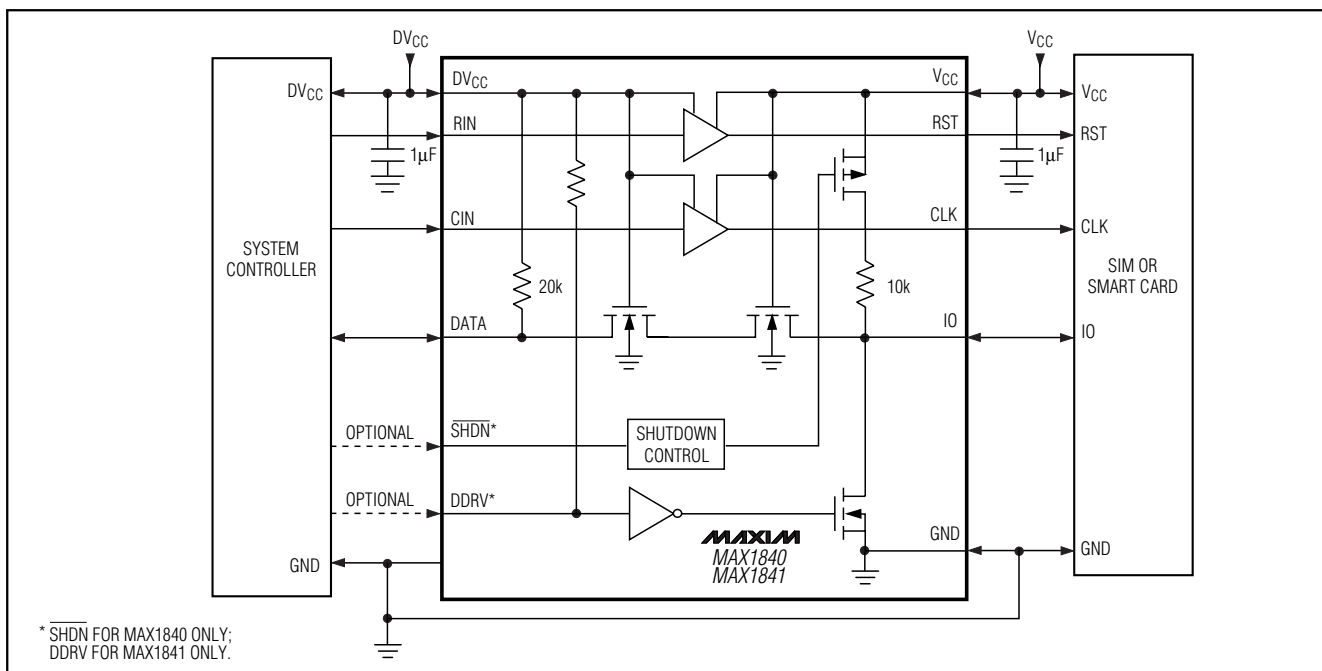 DVCC
VCC
SYSTEM
CONTROLLER
DVCC
GND
1µF
OPTIONAL
OPTIONAL
DVCC
RIN
CIN
DATA
SHDN*
DDRV*
20k
10k
SHUTDOWN
CONTROL
MAXIM
MAX1840
MAX1841
VCC
RST
CLK
IO
GND
1µF
VCC
RST
CLK
SIM OR
SMART CARD
IO
GND
* SHDN FOR MAX1840 ONLY;
DDRV FOR MAX1841 ONLY.